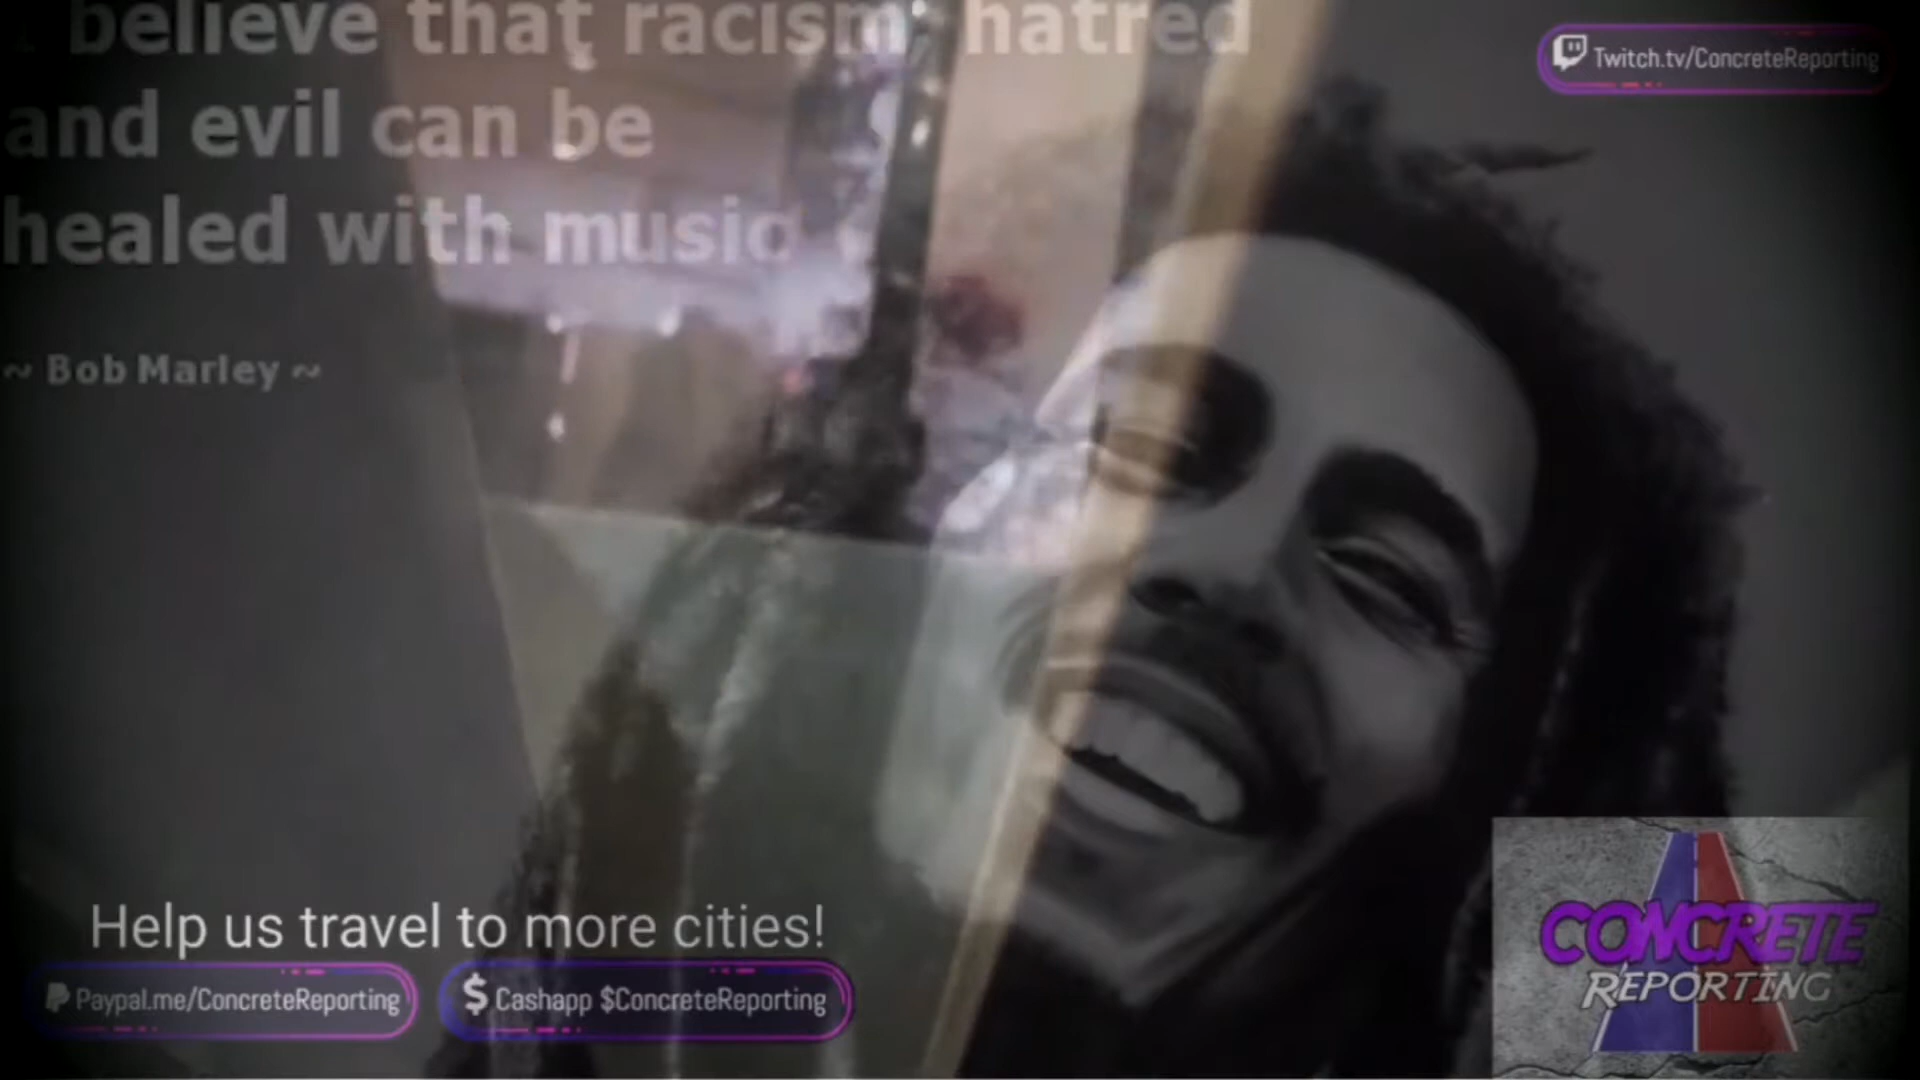 I believe that racism, hatred
and evil can be
healed with music
~ Bob Marley ~
Twitch.tv/ConcreteReporting
Help us travel to more cities!
Paypal.me/ConcreteReporting
$ Cashapp $ConcreteReporting
CONCRETE
REPORTING